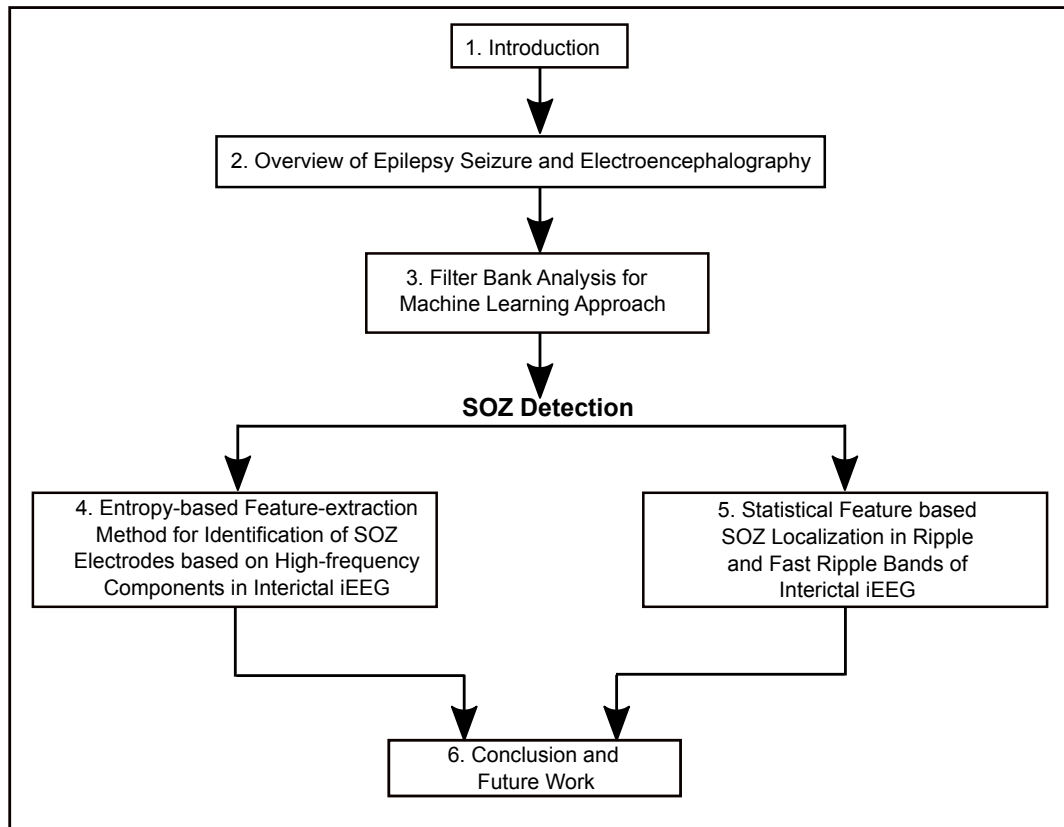 1. Introduction
2. Overview of Epilepsy Seizure and Electroencephalography
3. Filter Bank Analysis for
Machine Learning Approach
SOZ Detection
4. Entropy-based Feature-extraction
Method for Identification of SOZ
Electrodes based on High-frequency
Components in Interictal iEEG
5. Statistical Feature based
SOZ Localization in Ripple
and Fast Ripple Bands of
Interictal iEEG
6. Conclusion and
Future Work